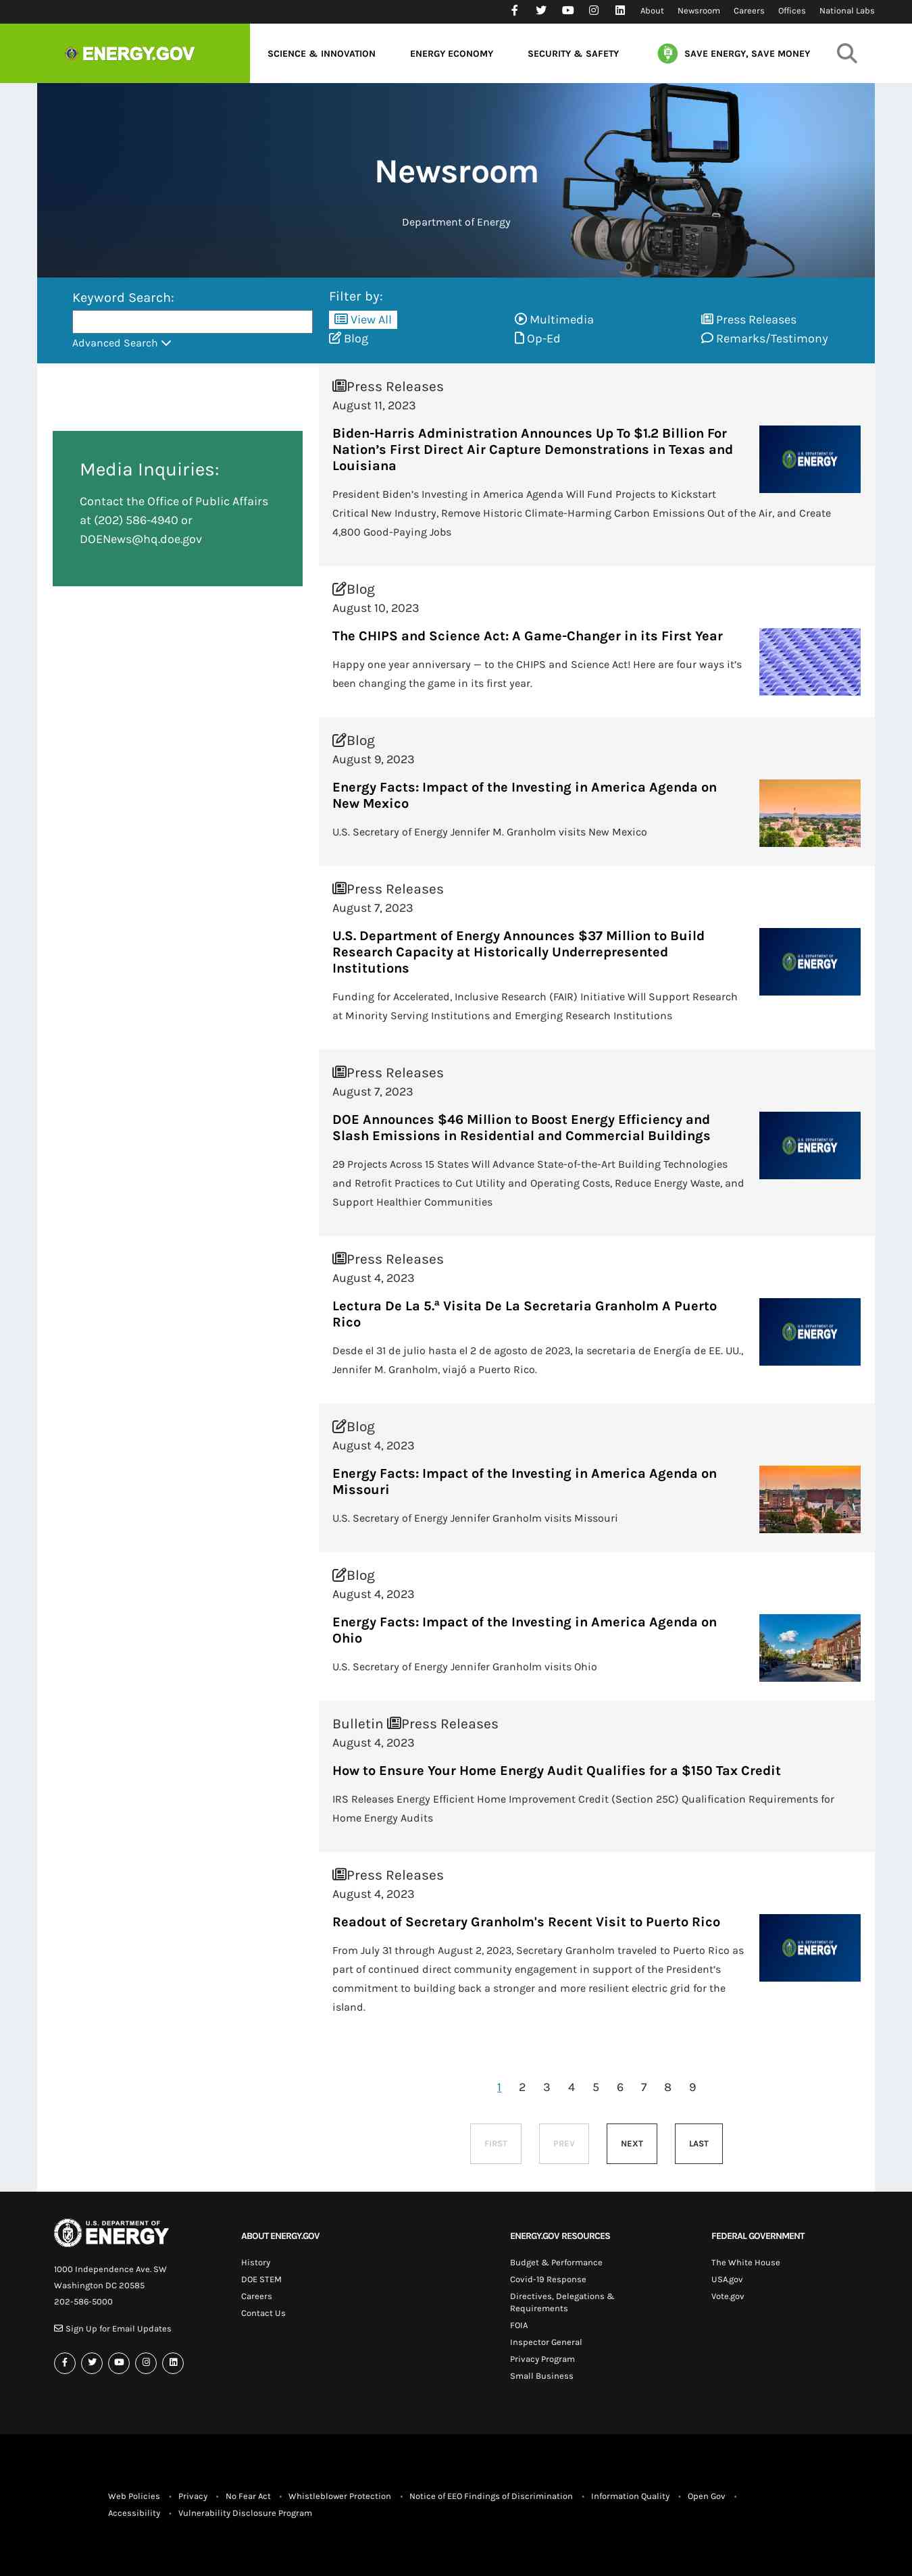 About Newsroom Careers Offices National Labs
ENERGY.GOV
SCIENCE & INNOVATION ENERGY ECONOMY SECURITY & SAFETY SAVE ENERGY, SAVE MONEY
Newsroom
Department of Energy
Keyword Search:
Advanced Search
Filter by:
View All Multimedia Press Releases
Blog Op-Ed Remarks/Testimony
Media Inquiries:
Contact the Office of Public Affairs
at (202) 586-4940 or
DOENews@hq.doe.gov
Press Releases
August 11, 2023
Biden-Harris Administration Announces Up To $1.2 Billion For
Nation’s First Direct Air Capture Demonstrations in Texas and
Louisiana
U.S. DEPARTMENT OF
ENERGY
President Biden’s Investing in America Agenda Will Fund Projects to Kickstart
Critical New Industry, Remove Historic Climate-Harming Carbon Emissions Out of the Air, and Create
4,800 Good-Paying Jobs
Blog
August 10, 2023
The CHIPS and Science Act: A Game-Changer in its First Year
Happy one year anniversary — to the CHIPS and Science Act! Here are four ways it’s
been changing the game in its first year.
Blog
August 9, 2023
Energy Facts: Impact of the Investing in America Agenda on
New Mexico
U.S. Secretary of Energy Jennifer M. Granholm visits New Mexico
Press Releases
August 7, 2023
U.S. Department of Energy Announces $37 Million to Build
Research Capacity at Historically Underrepresented
Institutions
U.S. DEPARTMENT OF
ENERGY
Funding for Accelerated, Inclusive Research (FAIR) Initiative Will Support Research
at Minority Serving Institutions and Emerging Research Institutions
Press Releases
August 7, 2023
DOE Announces $46 Million to Boost Energy Efficiency and
Slash Emissions in Residential and Commercial Buildings
U.S. DEPARTMENT OF
ENERGY
29 Projects Across 15 States Will Advance State-of-the-Art Building Technologies
and Retrofit Practices to Cut Utility and Operating Costs, Reduce Energy Waste, and
Support Healthier Communities
Press Releases
August 4, 2023
Lectura De La 5.ª Visita De La Secretaria Granholm A Puerto
Rico
U.S. DEPARTMENT OF
ENERGY
Desde el 31 de julio hasta el 2 de agosto de 2023, la secretaria de Energía de EE. UU.,
Jennifer M. Granholm, viajó a Puerto Rico.
Blog
August 4, 2023
Energy Facts: Impact of the Investing in America Agenda on
Missouri
U.S. Secretary of Energy Jennifer Granholm visits Missouri
Blog
August 4, 2023
Energy Facts: Impact of the Investing in America Agenda on
Ohio
U.S. Secretary of Energy Jennifer Granholm visits Ohio
Bulletin Press Releases
August 4, 2023
How to Ensure Your Home Energy Audit Qualifies for a $150 Tax Credit
IRS Releases Energy Efficient Home Improvement Credit (Section 25C) Qualification Requirements for
Home Energy Audits
Press Releases
August 4, 2023
Readout of Secretary Granholm's Recent Visit to Puerto Rico
U.S. DEPARTMENT OF
ENERGY
From July 31 through August 2, 2023, Secretary Granholm traveled to Puerto Rico as
part of continued direct community engagement in support of the President’s
commitment to building back a stronger and more resilient electric grid for the
island.
1 2 3 4 5 6 7 8 9
FIRST PREV NEXT LAST
U.S. DEPARTMENT OF
ENERGY
1000 Independence Ave. SW
Washington DC 20585
202-586-5000
Sign Up for Email Updates
ABOUT ENERGY.GOV
History
DOE STEM
Careers
Contact Us
ENERGY.GOV RESOURCES
Budget & Performance
Covid-19 Response
Directives, Delegations &
Requirements
FOIA
Inspector General
Privacy Program
Small Business
FEDERAL GOVERNMENT
The White House
USA.gov
Vote.gov
Web Policies • Privacy • No Fear Act • Whistleblower Protection • Notice of EEO Findings of Discrimination • Information Quality • Open Gov •
Accessibility • Vulnerability Disclosure Program